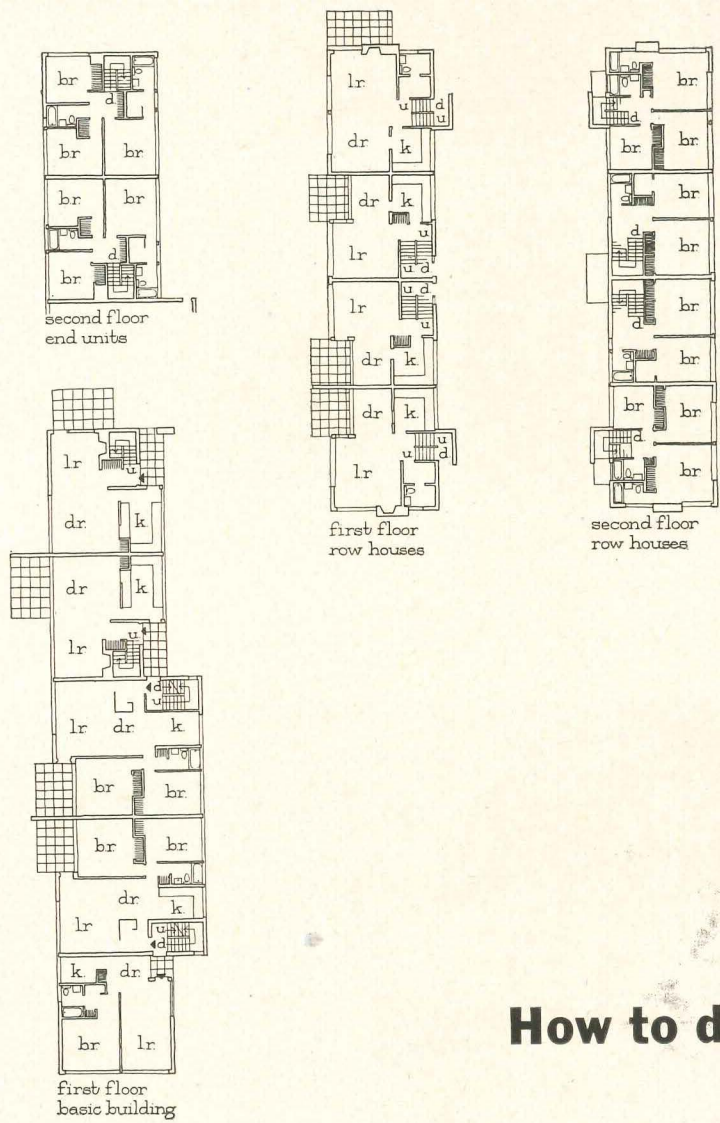 br
d
br. br.
br. br
d
br.
second floor
end units
lr.
u d
u
dr k
dr k.
u
lr
u d
lr u d
u
dr k.
dr k.
u u
lr d
first floor
row houses
br.
d
br. br.
br.
d br.
br.
d
br.
br. br.
d
br.
second floor
row houses
lr
u
dr. k.
dr k.
u
lr
d
u
lr dr. k.
br br.
br. br.
dr.
k.
lr u
d
k. dr.
br lr.
first floor
basic building
How to d